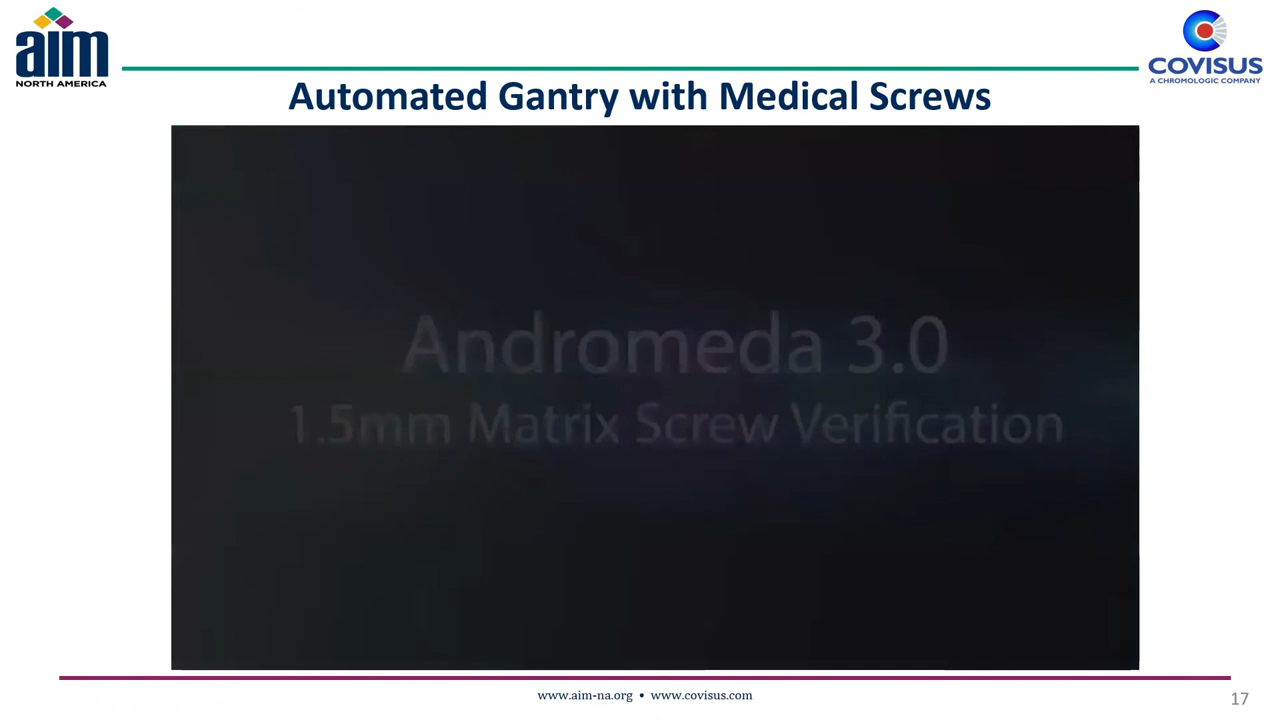 aim
NORTH AMERICA
COVISUS
A CHROMOLOGIC COMPANY
Automated Gantry with Medical Screws
Andromeda 3.0
1.5mm Matrix Screw Verification
www.aim-na.org • www.covisus.com
17